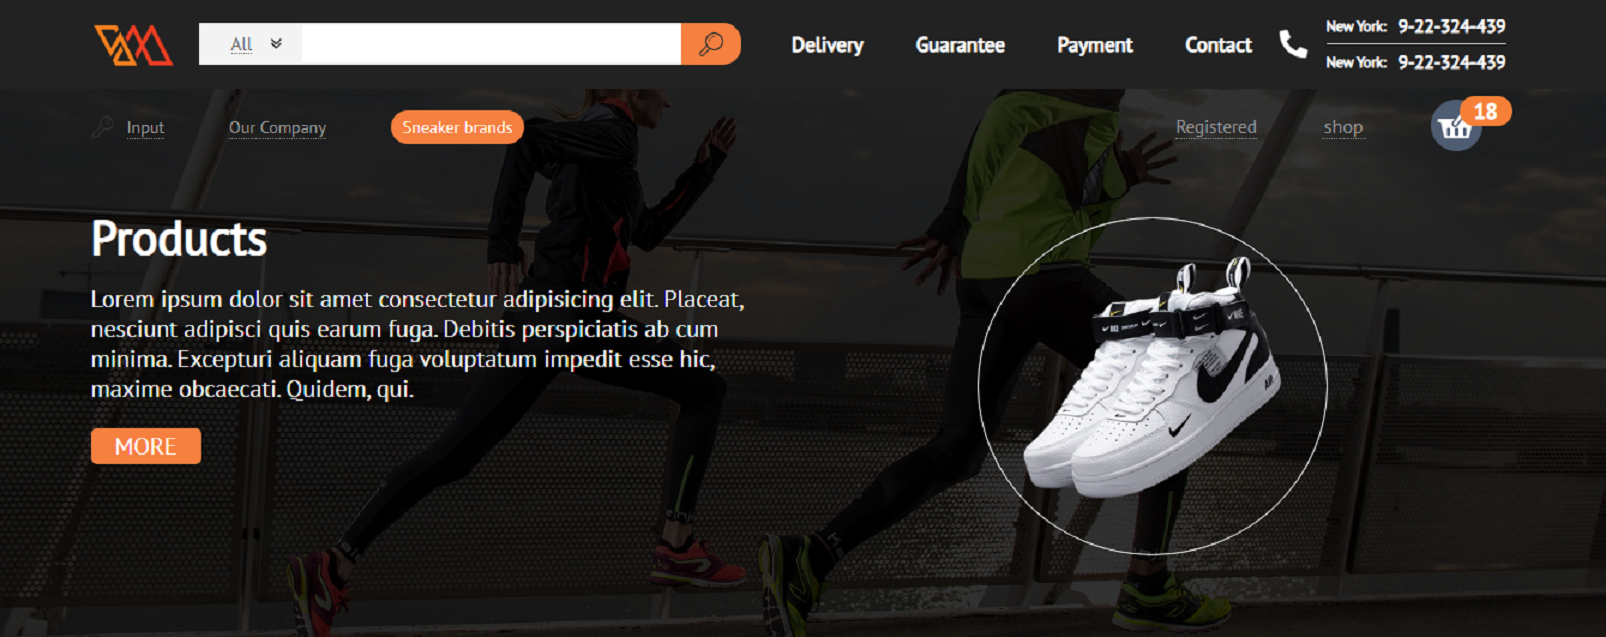 All
Delivery
Guarantee
Payment
Contact
New York: 9-22-324-439
New York: 9-22-324-439
Input
Our Company
Sneaker brands
Registered
shop
18
Products
Lorem ipsum dolor sit amet consectetur adipisicing elit. Placeat,
nesciunt adipisci quis earum fuga. Debitis perspiciatis ab cum
minima. Excepturi aliquam fuga voluptatum impedit esse hic,
maxime obcaecati. Quidem, qui.
MORE
NIKE
NIKE
AIR